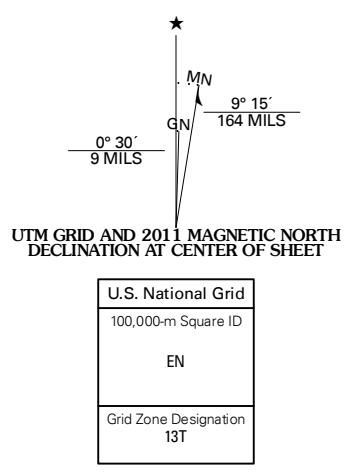 MN
9° 15´
164 MILS
GN
0° 30´
9 MILS
UTM GRID AND 2011 MAGNETIC NORTH
DECLINATION AT CENTER OF SHEET
U.S. National Grid
100,000-m Square ID
EN
Grid Zone Designation
13T